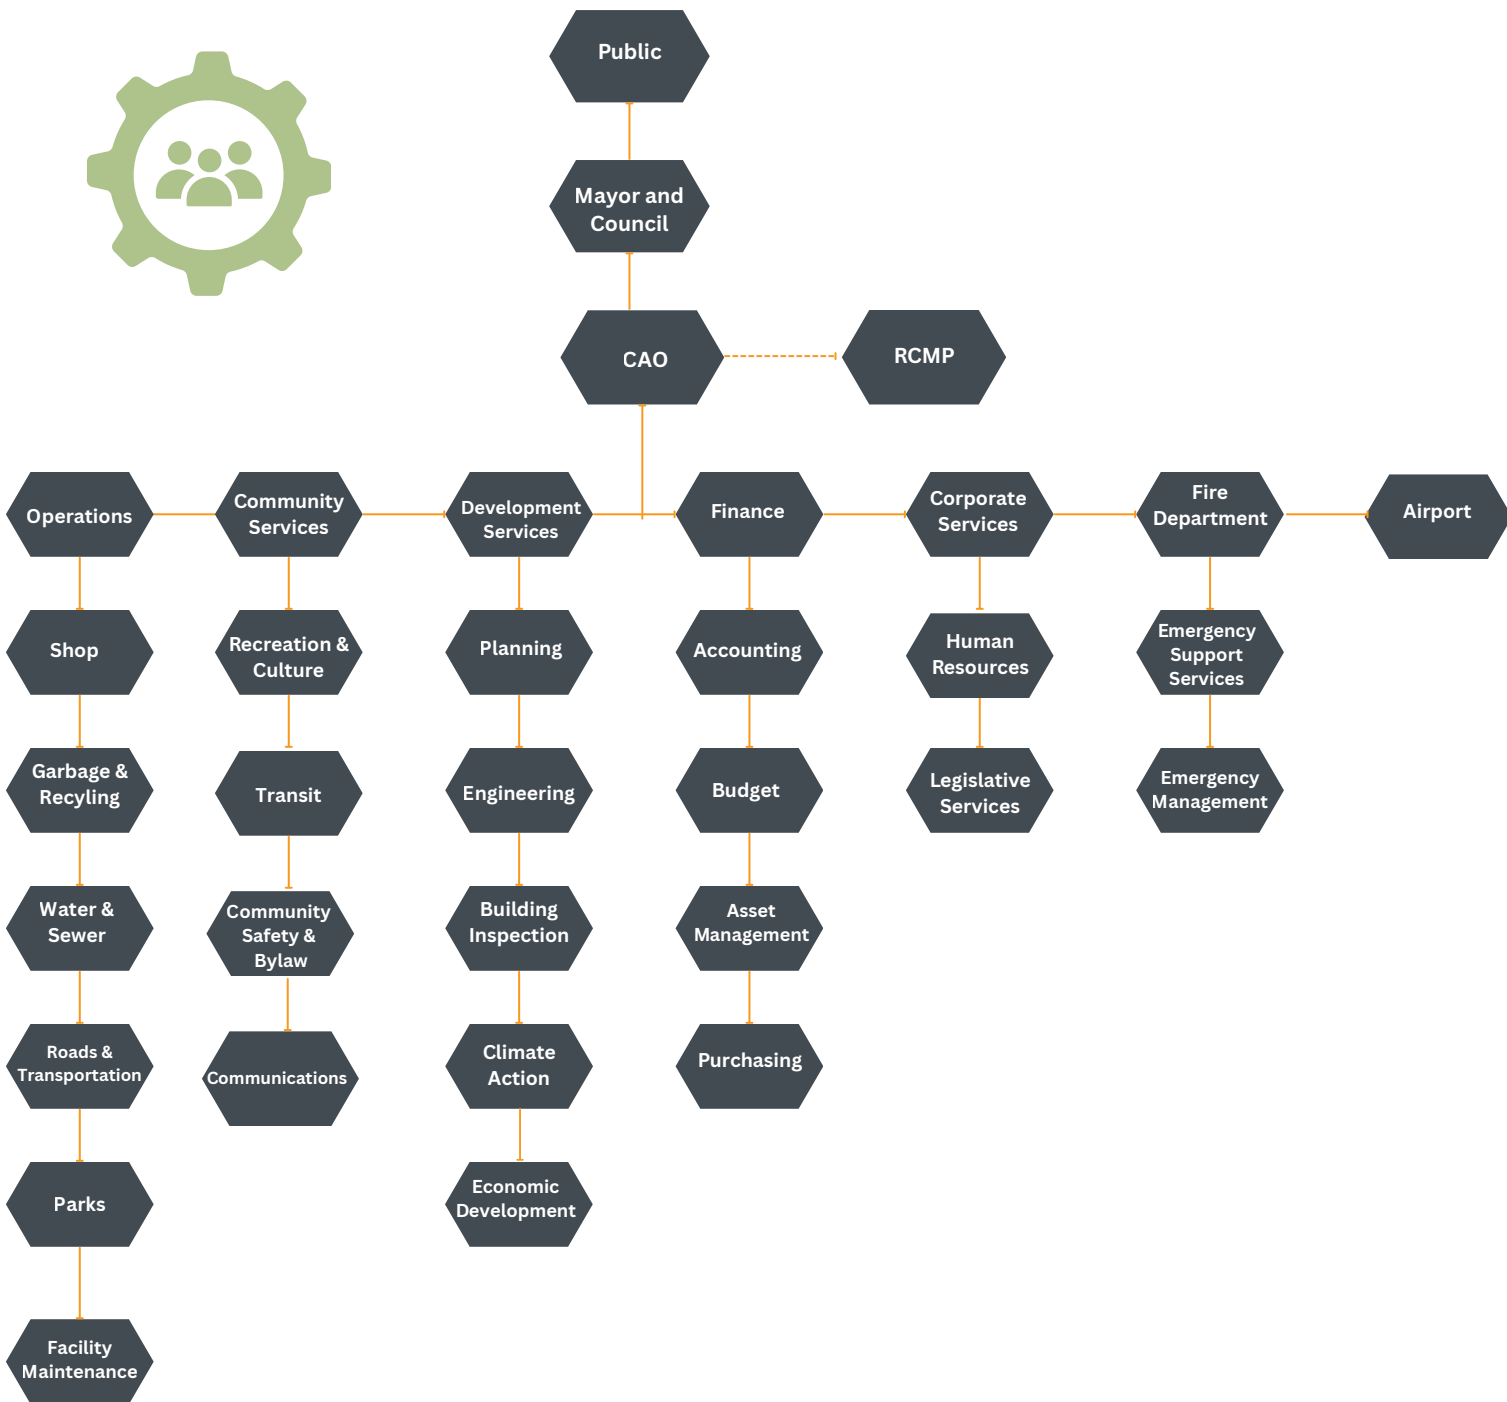 Public
Mayor and
Council
CAO
RCMP
Operations
Community
Services
Development
Services
Finance
Corporate
Services
Fire
Department
Airport
Shop
Recreation &
Culture
Planning
Accounting
Human
Resources
Emergency
Support
Services
Garbage &
Recyling
Transit
Engineering
Budget
Legislative
Services
Emergency
Management
Water &
Sewer
Community
Safety &
Bylaw
Building
Inspection
Asset
Management
Roads &
Transportation
Communications
Climate
Action
Purchasing
Parks
Economic
Development
Facility
Maintenance